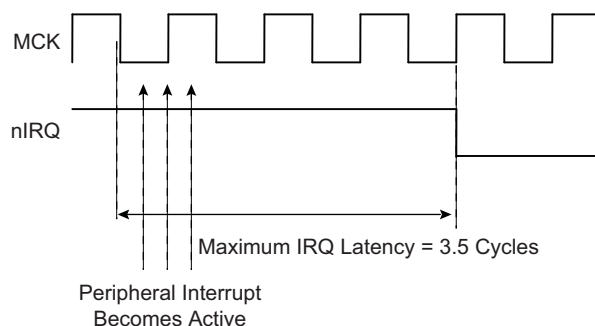 MCK
nIRQ
Maximum IRQ Latency = 3.5 Cycles
Peripheral Interrupt
Becomes Active